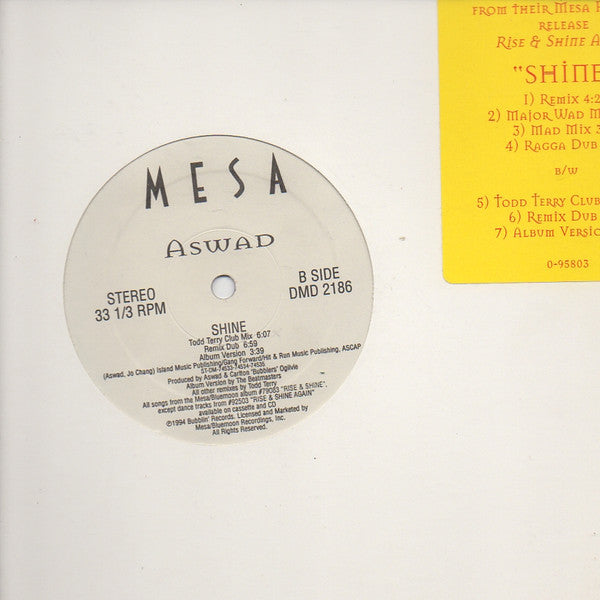 MESA
ASWAD
STEREO
33 1/3 RPM
B SIDE
DMD 2186
SHINE
Todd Terry Club Mix 6:07
Remix Dub 6:59
Album Version 3:39
(Aswad, Jo Chang) Island Music Publishing/Gang Forward/Hit & Run Music Publishing, ASCAP
ST-DM-74533-74534-74535
Produced by Aswad & Carlton 'Bubblers' Ogilvie
Album Version by The Beatmasters
All other remixes by Todd Terry
All songs from the Mesa/Bluemoon album #79083 "RISE & SHINE",
except dance tracks from #92503 "RISE & SHINE AGAIN"
available on cassette and CD
℗1994 Bubblin' Records. Licensed and Marketed by
Mesa/Bluemoon Recordings, Inc.
All Rights Reserved.
FROM THEIR MESA
RELEASE
RISE & SHINE A
"SHINE
1) REMIX 4:2
2) MAJOR WAD M
3) MAD MIX 3
4) RAGGA DUB
B/W
5) TODD TERRY CLUB
6) REMIX DUB
7) ALBUM VERSIO
0-95803